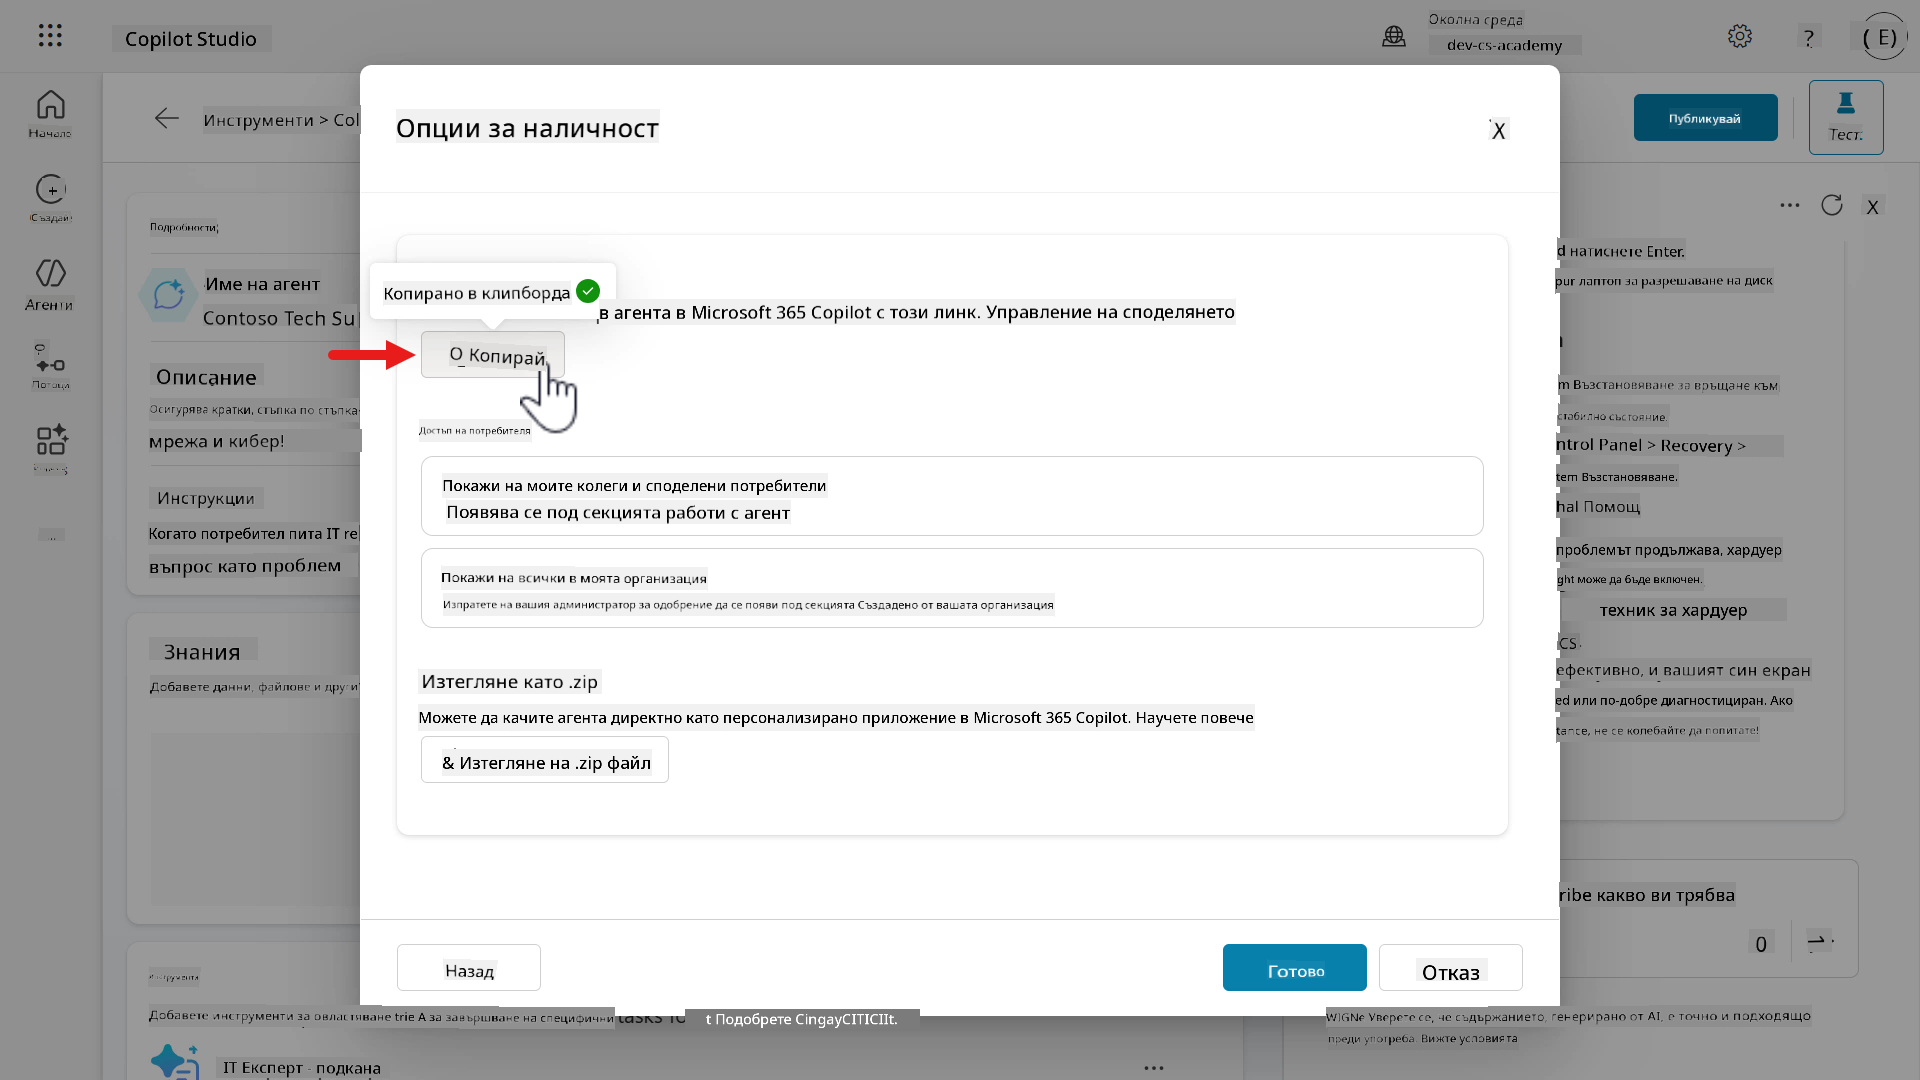 Copilot Studio
Околна среда
dev-cs-academy
?
( E)
Начало
Инструменти > Col
Опции за наличност
X
Публикувай
Тест.
Създай
Подробности
X
Име на агент
Contoso Tech Su
Агенти
Копирано в клипборда
в агента в Microsoft 365 Copilot с този линк. Управление на споделянето
О Копирай
d натиснете Enter.
pur лаптоп за разрешаване на диск
Потоци
Описание
Осигурява кратки, стъпка по стъпка
мрежа и кибер!
Достъп на потребителя
m Възстановяване за връщане към
стабилно състояние.
ntrol Panel > Recovery >
tem Възстановяване.
hal Помощ
Покажи на моите колеги и споделени потребители
Появява се под секцията работи с агент
Инструкции
Когато потребител пита IT re
въпрос като проблем
Покажи на всички в моята организация
Изпратете на вашия администратор за одобрение да се появи под секцията Създадено от вашата организация
проблемът продължава, хардуер
ght може да бъде включен.
техник за хардуер
CS
ефективно, и вашият син екран
ed или по-добре диагностициран. Ако
tance, не се колебайте да попитате!
Знания
Добавете данни, файлове и други
Изтегляне като .zip
Можете да качите агента директно като персонализирано приложение в Microsoft 365 Copilot. Научете повече
& Изтегляне на .zip файл
ribe какво ви трябва
0
Назад
Готово
Отказ
Инструменти
Добавете инструменти за овластяване trie А за завършване на специфични tasks fo
t Подобрете CingayCITICIIt.
WIGNe Уверете се, че съдържанието, генерирано от AI, е точно и подходящо
преди употреба. Вижте условията
IT Експерт - подкана